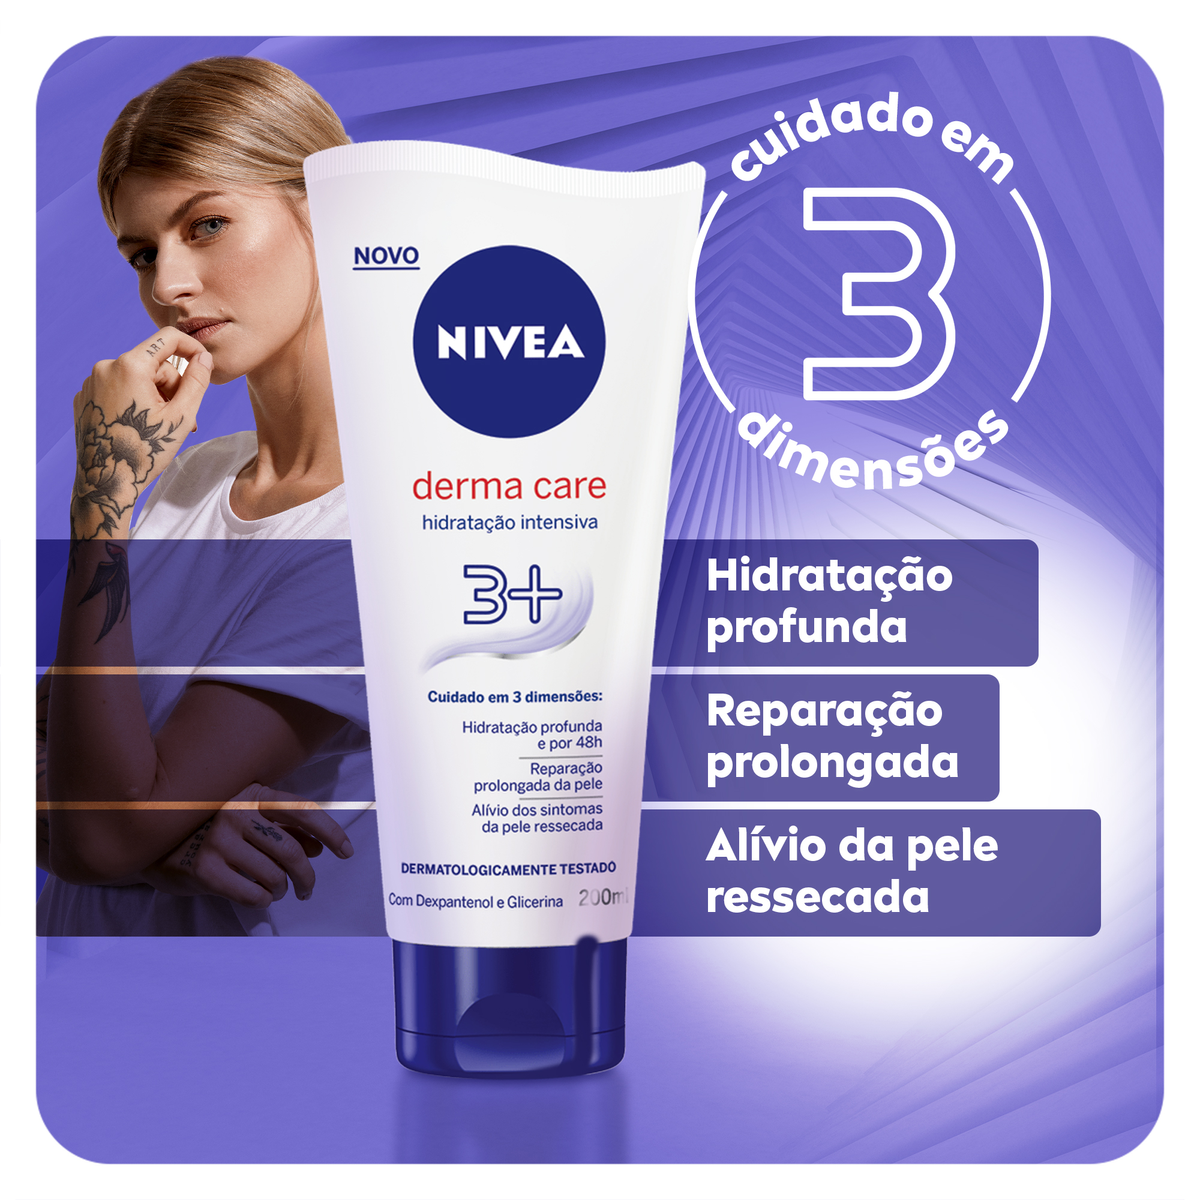 cuidado em
3
dimensões
NOVO
NIVEA
derma care
hidratação intensiva
3+
Cuidado em 3 dimensões:
Hidratação profunda
e por 48h
Reparação
prolongada da pele
Alívio dos sintomas
da pele ressecada
DERMATOLOGICAMENTE TESTADO
Com Dexpantenol e Glicerina 200ml
Hidratação
profunda
Reparação
prolongada
Alívio da pele
ressecada
ART